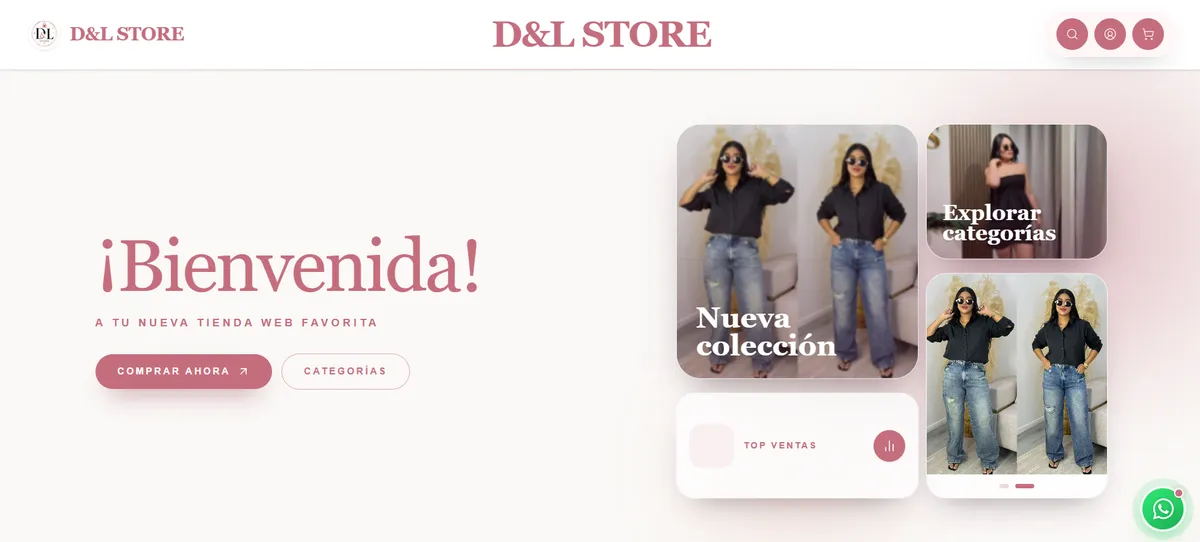 D&L
D&L STORE
D&L STORE
¡Bienvenida!
A TU NUEVA TIENDA WEB FAVORITA
COMPRAR AHORA
CATEGORÍAS
Nueva
colección
Explorar
categorías
TOP VENTAS